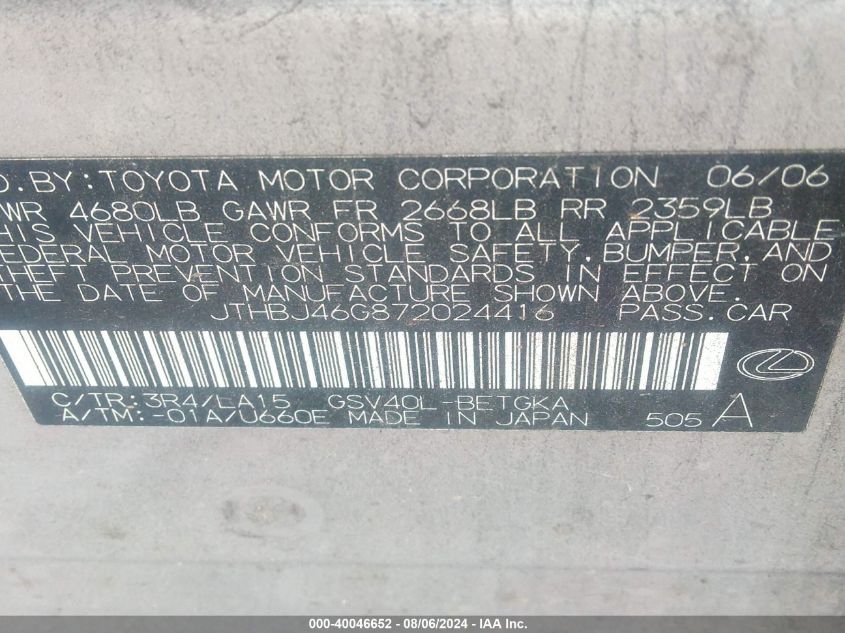 D.BY:TOYOTA MOTOR CORPORATION 06/06
WR 4680LB GAWR FR 2668LB RR 2359LB
HIS VEHICLE CONFORMS TO ALL APPLICABLE
EDERAL MOTOR VEHICLE SAFETY,BUMPER,AND
THEFT PREVENTION STANDARDS IN EFFECT ON
THE DATE OF MANUFACTURE SHOWN ABOVE.
JTHBJ46G872024416 PASS.CAR
C/TR:3R4/LA15 GSV40L-BETGKA
A/TM:-01A/U660E MADE IN JAPAN 505 A
000-40046652 - 08/06/2024 - IAA Inc.